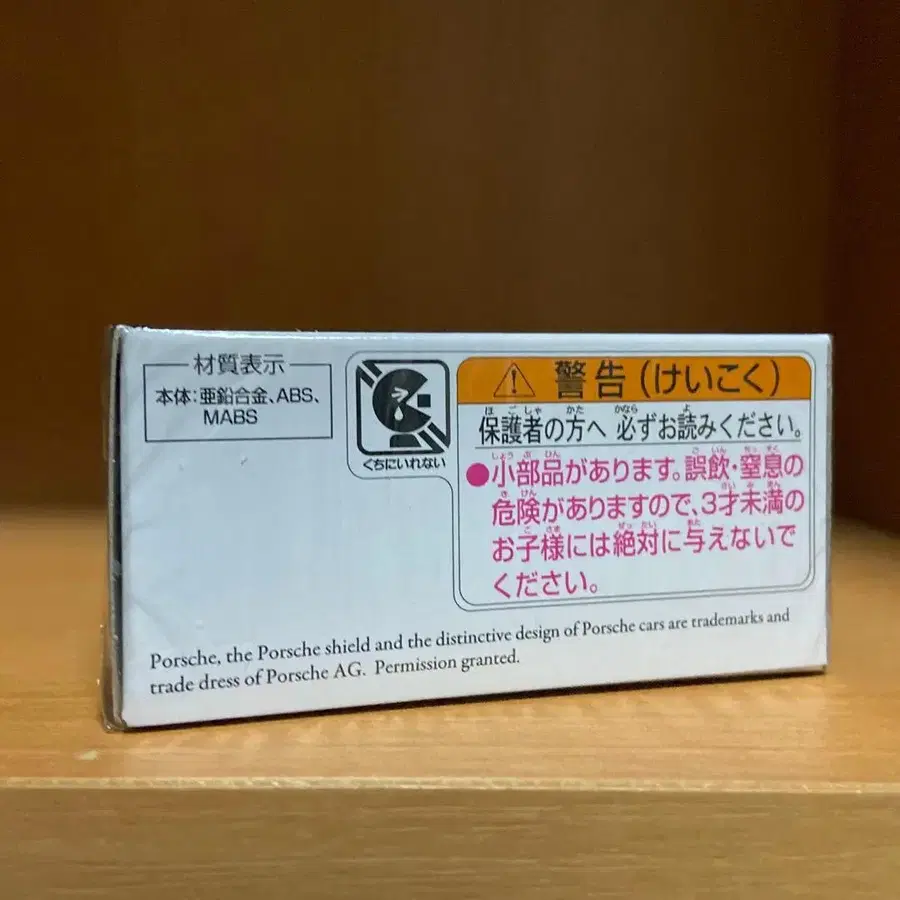 材質表示
本体：亜鉛合金、ABS、
MABS
くちにいれない
警告（けいこく）
保護者の方へ 必ずお読みください。
●小部品があります。誤飲・窒息の
危険がありますので、3才未満の
お子様には絶対に与えないで
ください。
Porsche, the Porsche shield and the distinctive design of Porsche cars are trademarks and
trade dress of Porsche AG. Permission granted.